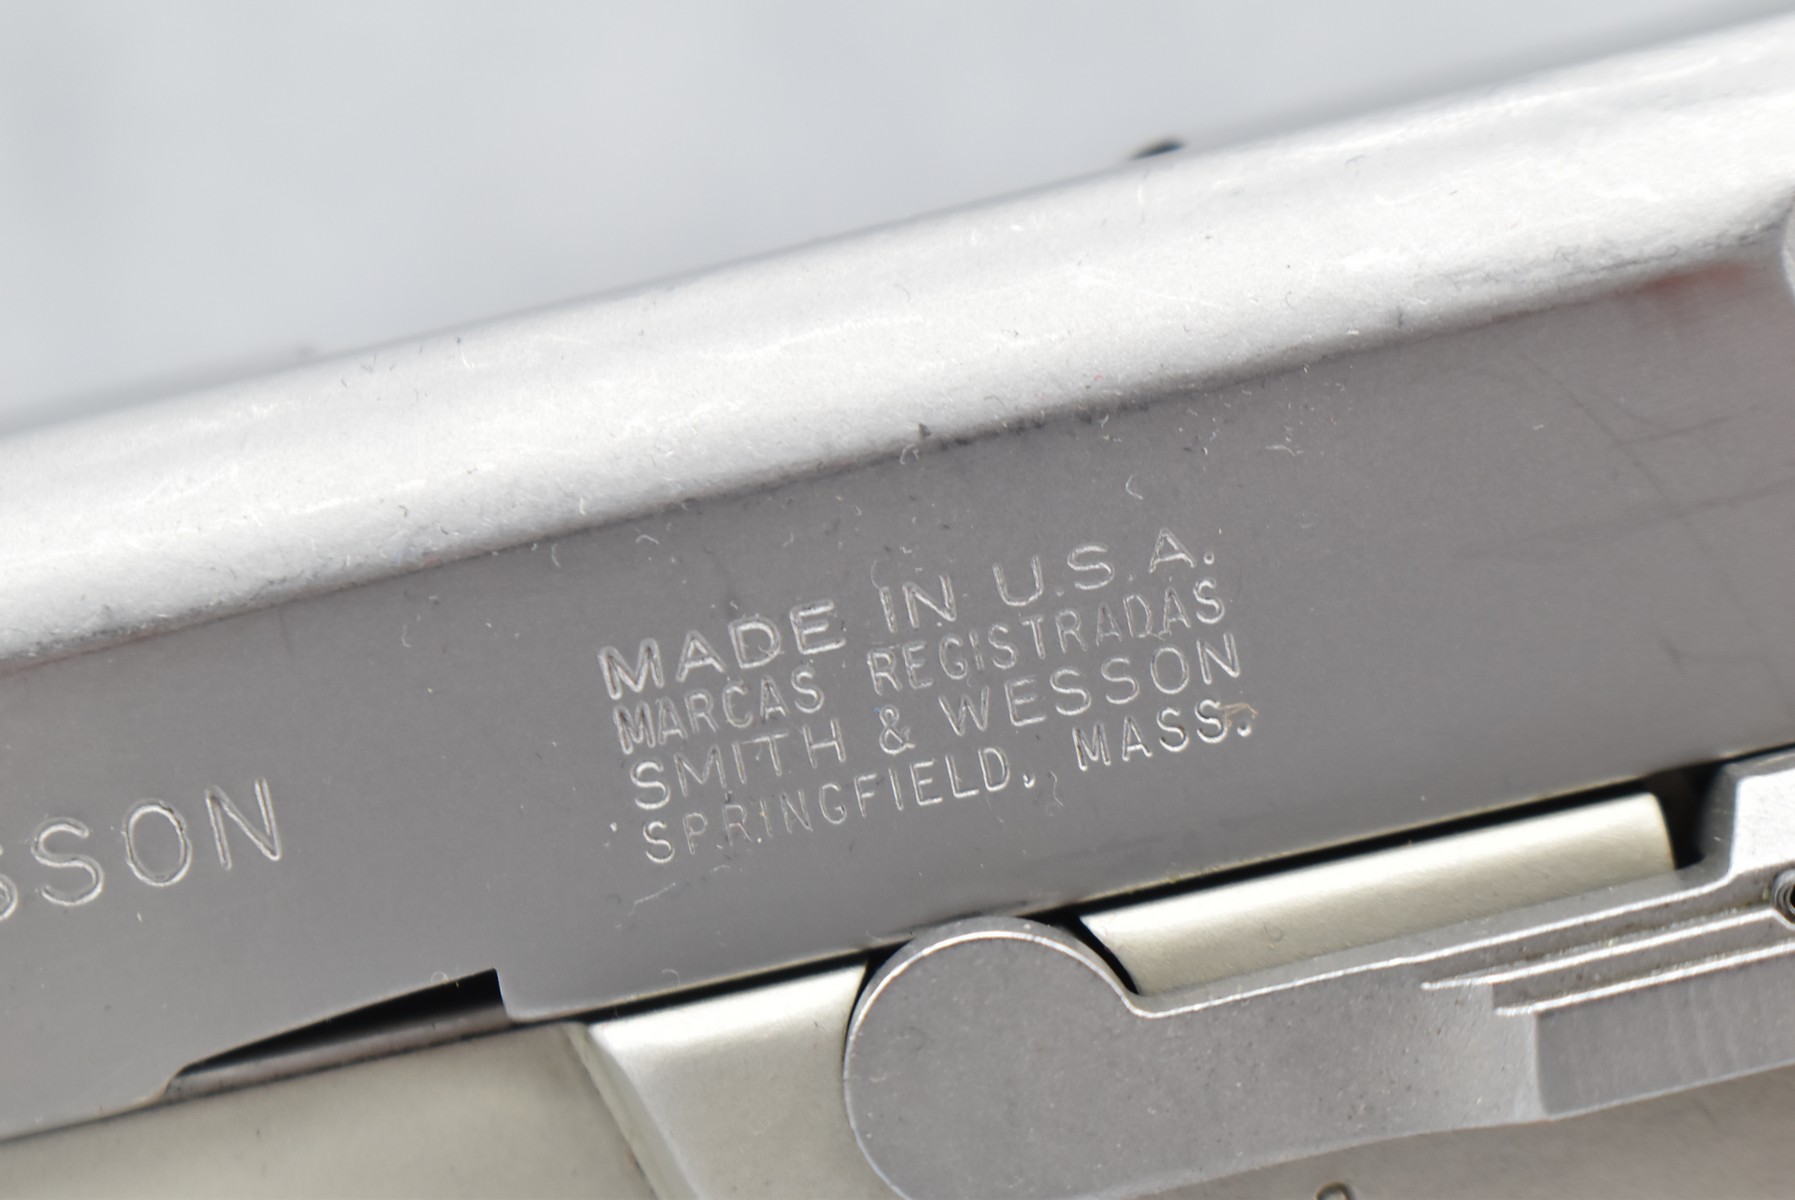 MADE IN U.S.A.
MARCAS REGISTRADAS
SMITH & WESSON
SPRINGFIELD, MASS.
SSON